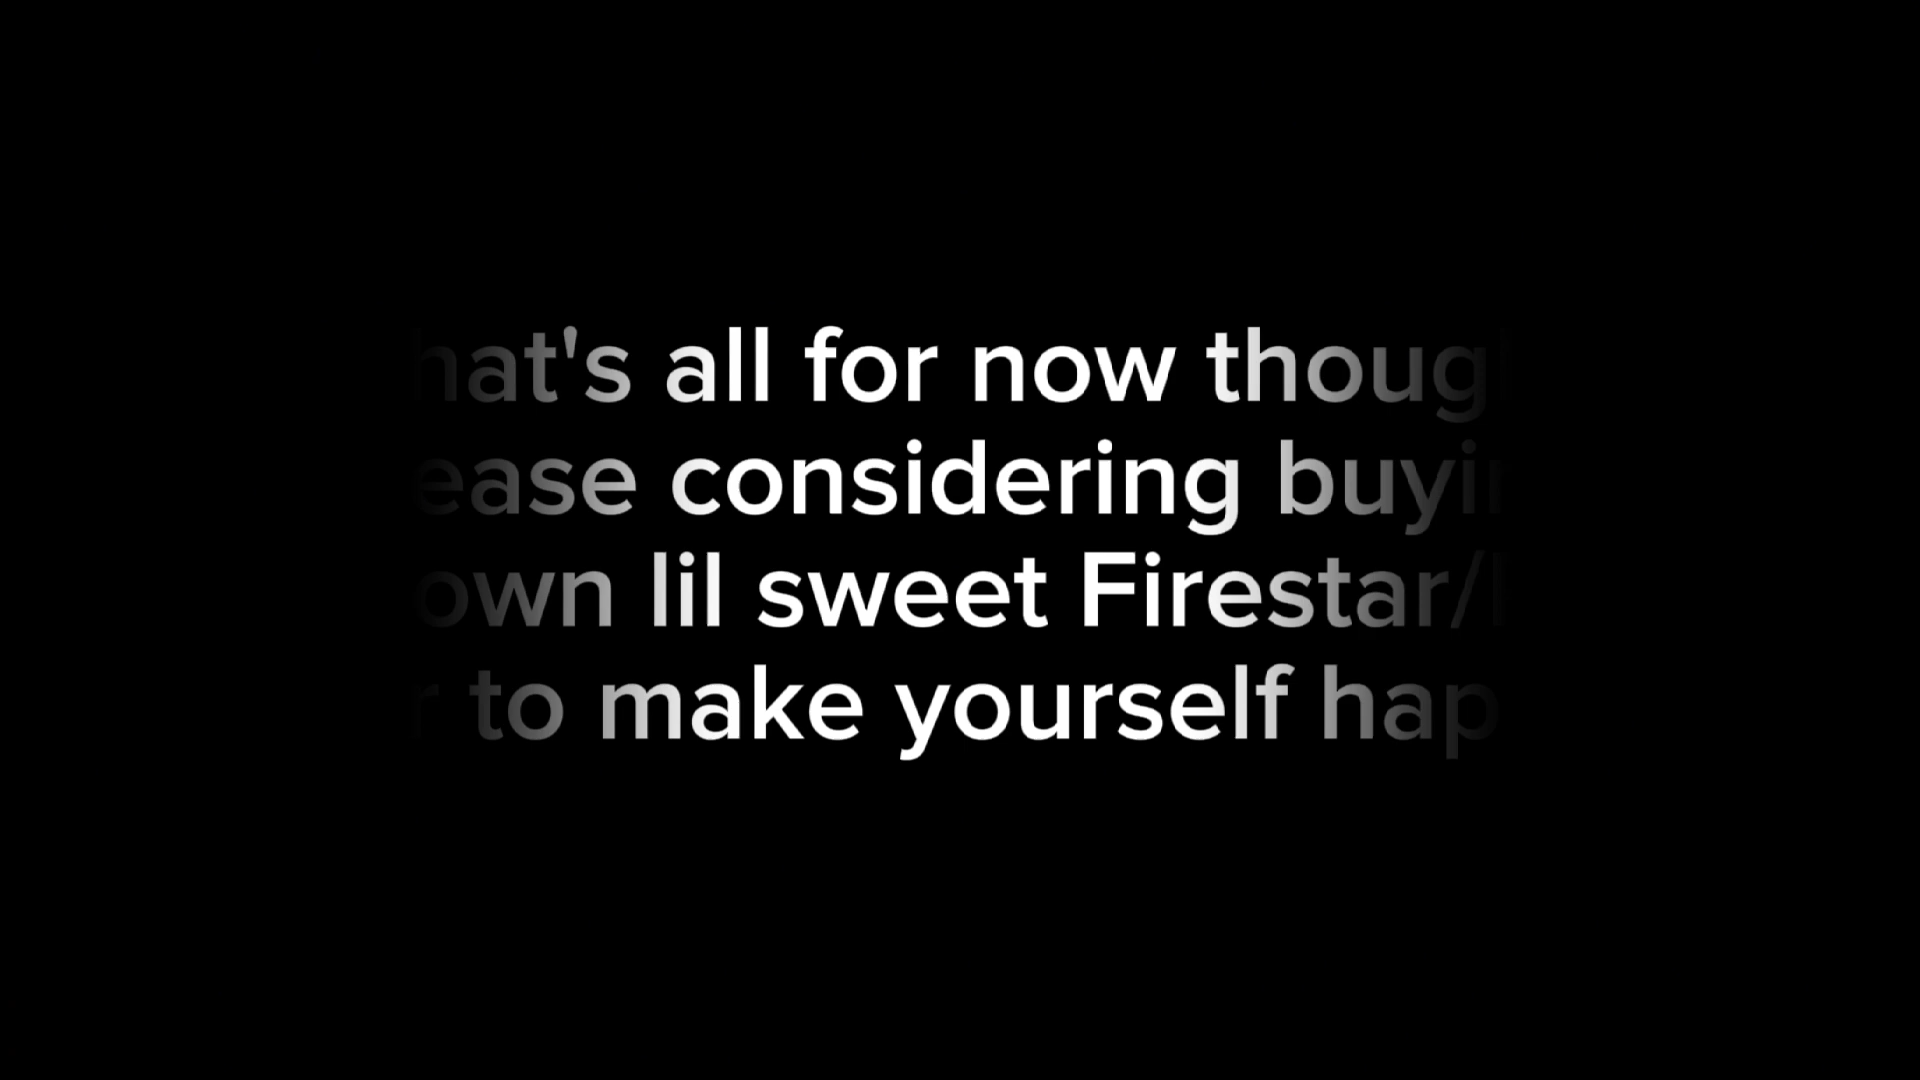 hat's all for now thoug
ease considering buyi
own lil sweet Firestar/
r to make yourself hap